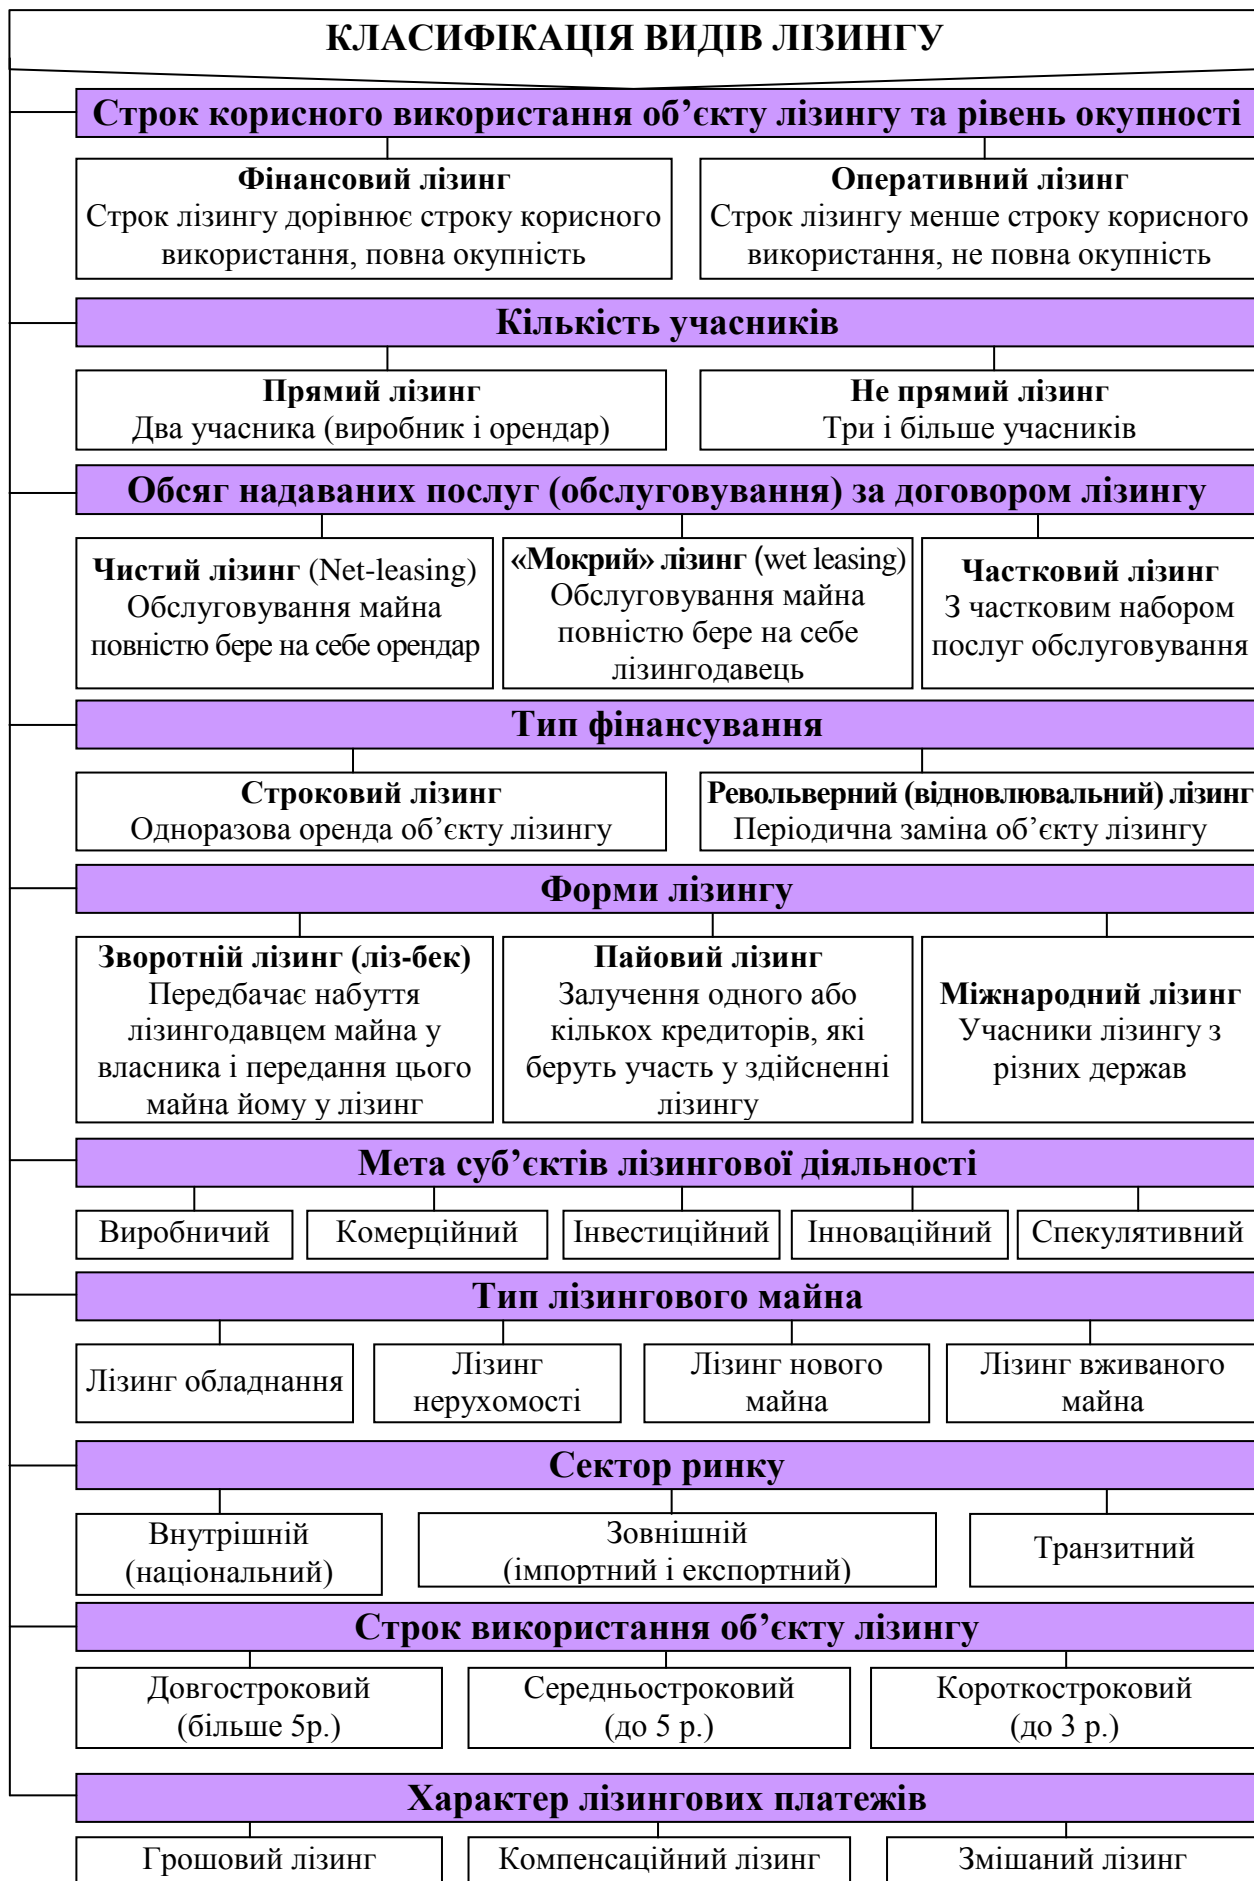 КЛАСИФІКАЦІЯ ВИДІВ ЛІЗИНГУ
Строк корисного використання об’єкту лізингу та рівень окупності
Фінансовий лізинг
Строк лізингу дорівнює строку корисного
використання, повна окупність
Оперативний лізинг
Строк лізингу менше строку корисного
використання, не повна окупність
Кількість учасників
Прямий лізинг
Два учасника (виробник і орендар)
Не прямий лізинг
Три і більше учасників
Обсяг надаваних послуг (обслуговування) за договором лізингу
Чистий лізинг (Net-leasing)
Обслуговування майна
повністю бере на себе орендар
«Мокрий» лізинг (wet leasing)
Обслуговування майна
повністю бере на себе
лізингодавець
Частковий лізинг
З частковим набором
послуг обслуговування
Тип фінансування
Строковий лізинг
Одноразова оренда об’єкту лізингу
Револьверний (відновлювальний) лізинг
Періодична заміна об’єкту лізингу
Форми лізингу
Зворотній лізинг (ліз-бек)
Передбачає набуття
лізингодавцем майна у
власника і передання цього
майна йому у лізинг
Пайовий лізинг
Залучення одного або
кількох кредиторів, які
беруть участь у здійсненні
лізингу
Міжнародний лізинг
Учасники лізингу з
різних держав
Мета суб’єктів лізингової діяльності
Виробничий
Комерційний
Інвестиційний
Інноваційний
Спекулятивний
Тип лізингового майна
Лізинг обладнання
Лізинг
нерухомості
Лізинг нового
майна
Лізинг вживаного
майна
Сектор ринку
Внутрішній
(національний)
Зовнішній
(імпортний і експортний)
Транзитний
Строк використання об’єкту лізингу
Довгостроковий
(більше 5р.)
Середньостроковий
(до 5 р.)
Короткостроковий
(до 3 р.)
Характер лізингових платежів
Грошовий лізинг
Компенсаційний лізинг
Змішаний лізинг